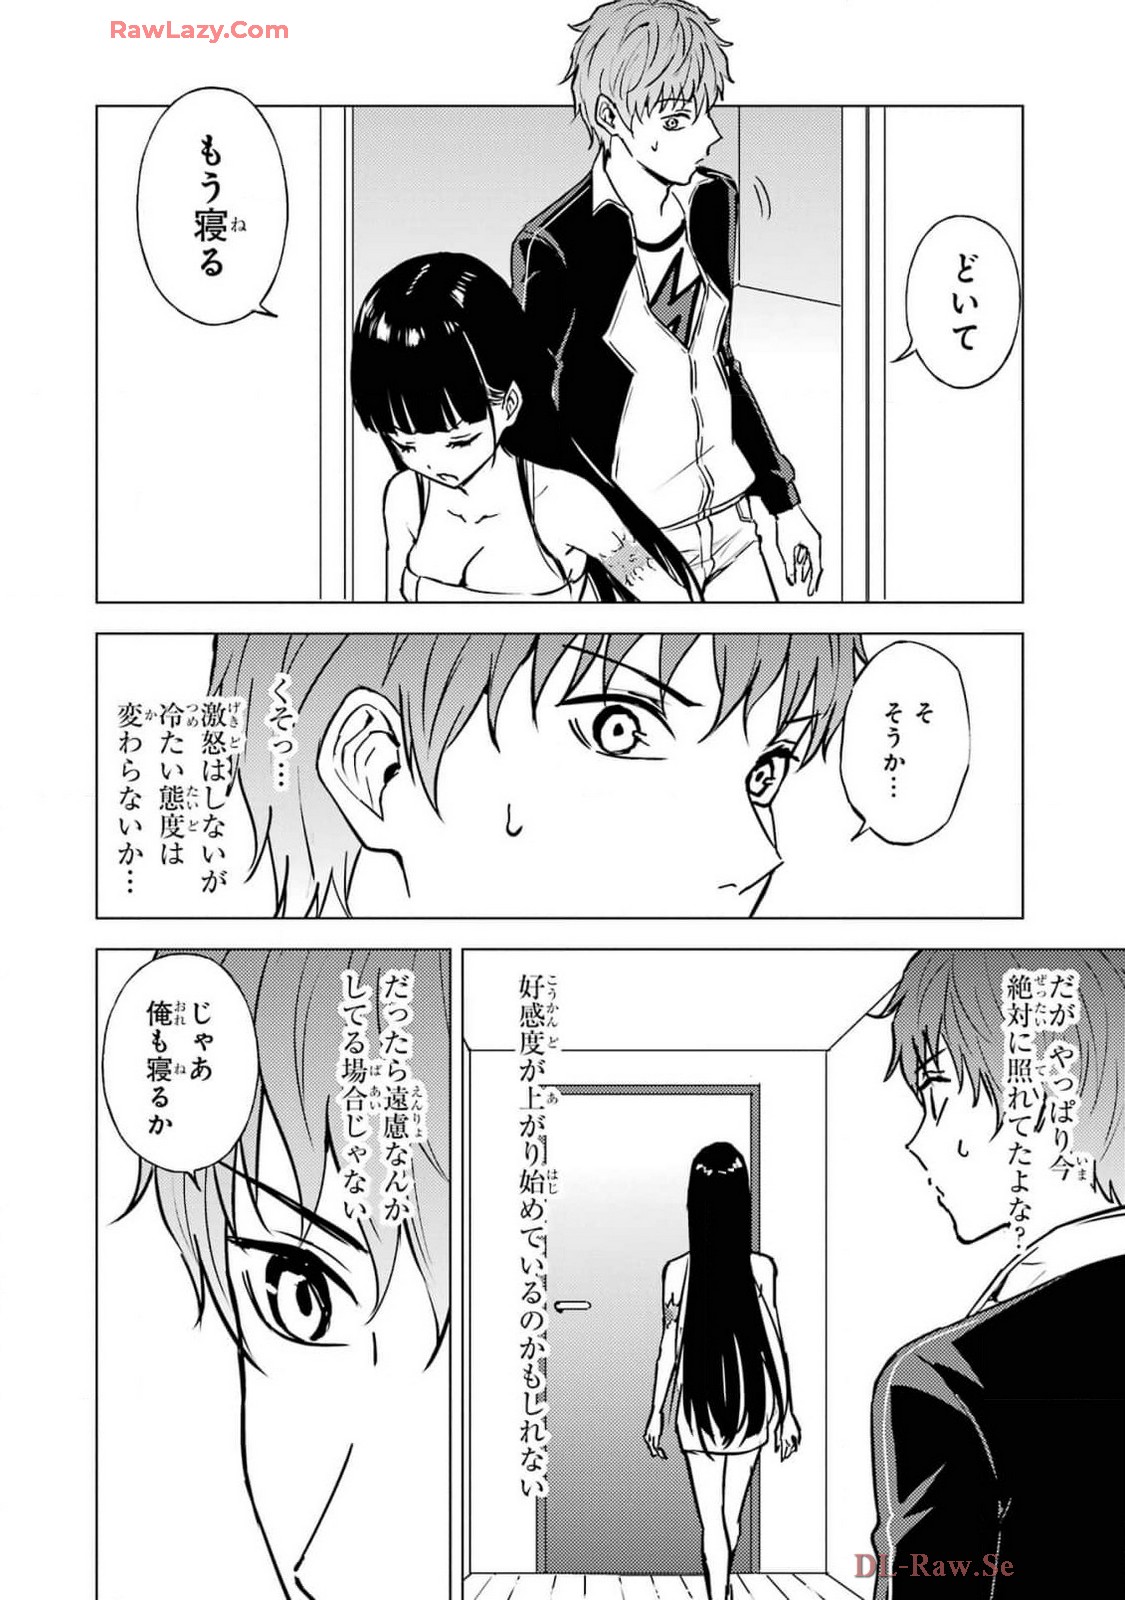 RawLazy.Com
どいて
もう寝る
そ
そうか…
くそっ…
激怒はしないが
冷たい態度は
変わらないか…
だが やっぱり今
絶対に照れてたよな?
好感度が上がり始めているのかもしれない
だったら遠慮なんか
してる場合じゃない
じゃあ
俺も寝るか
DL-Raw.Se